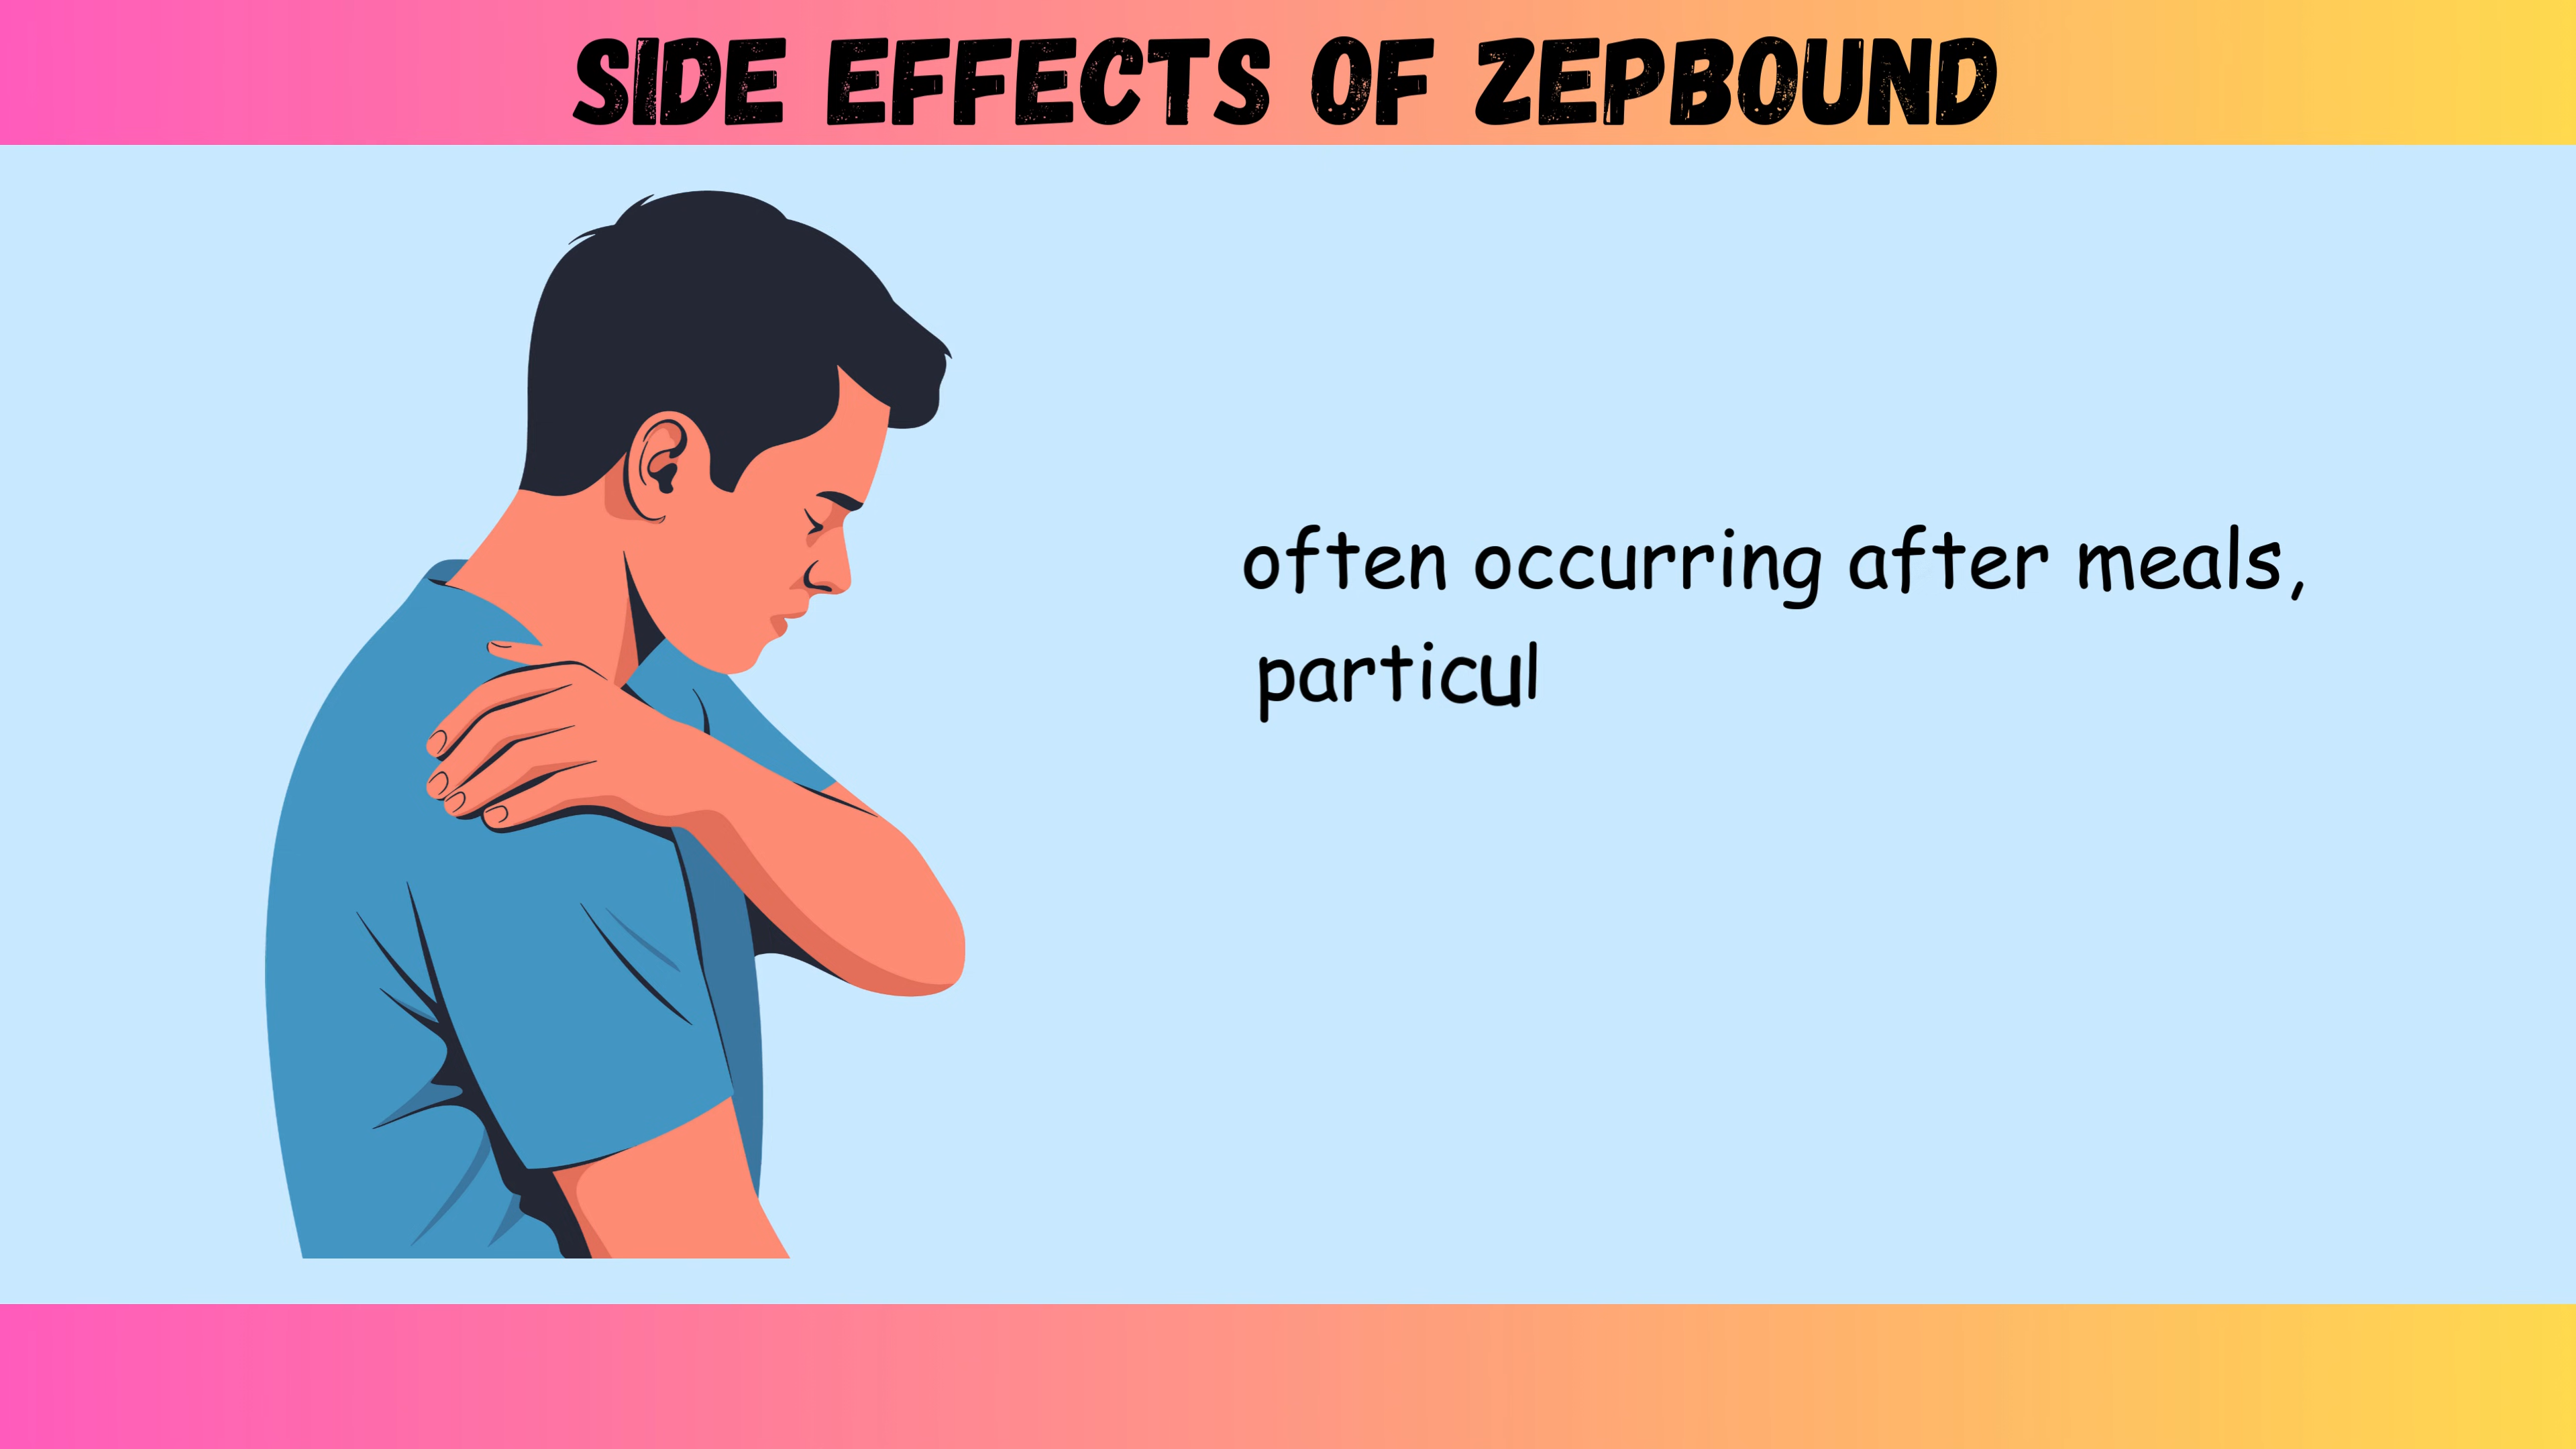 SIDE EFFECTS OF ZEPBOUND
often occurring after meals,
particul